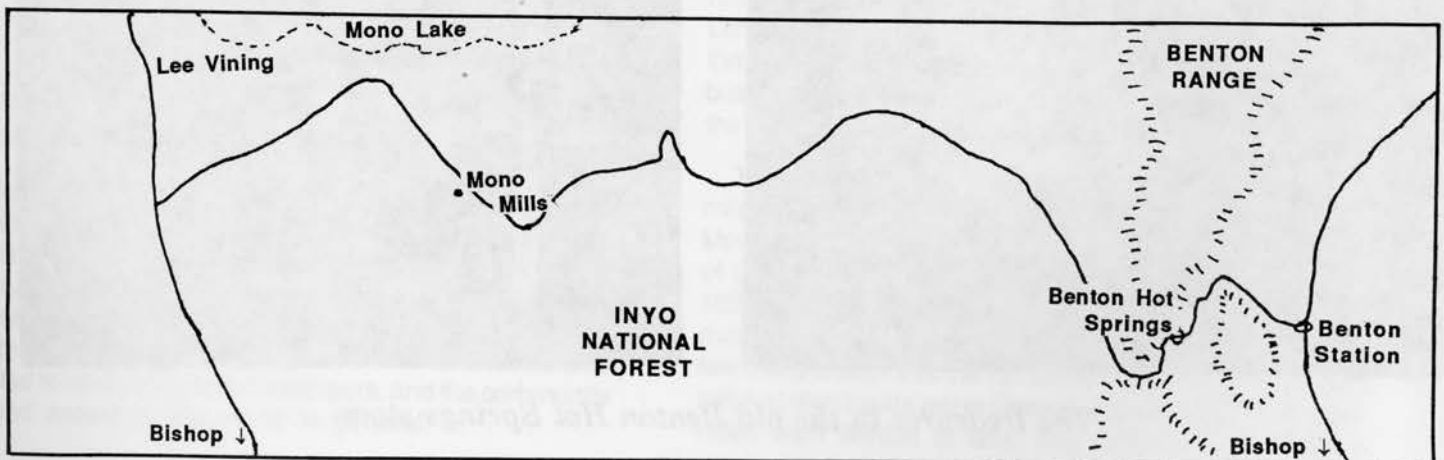 Mono Lake
Lee Vining
BENTON
RANGE
Mono
Mills
Benton Hot
Springs
INYO
NATIONAL
FOREST
Benton
Station
Bishop ↓
Bishop ↓